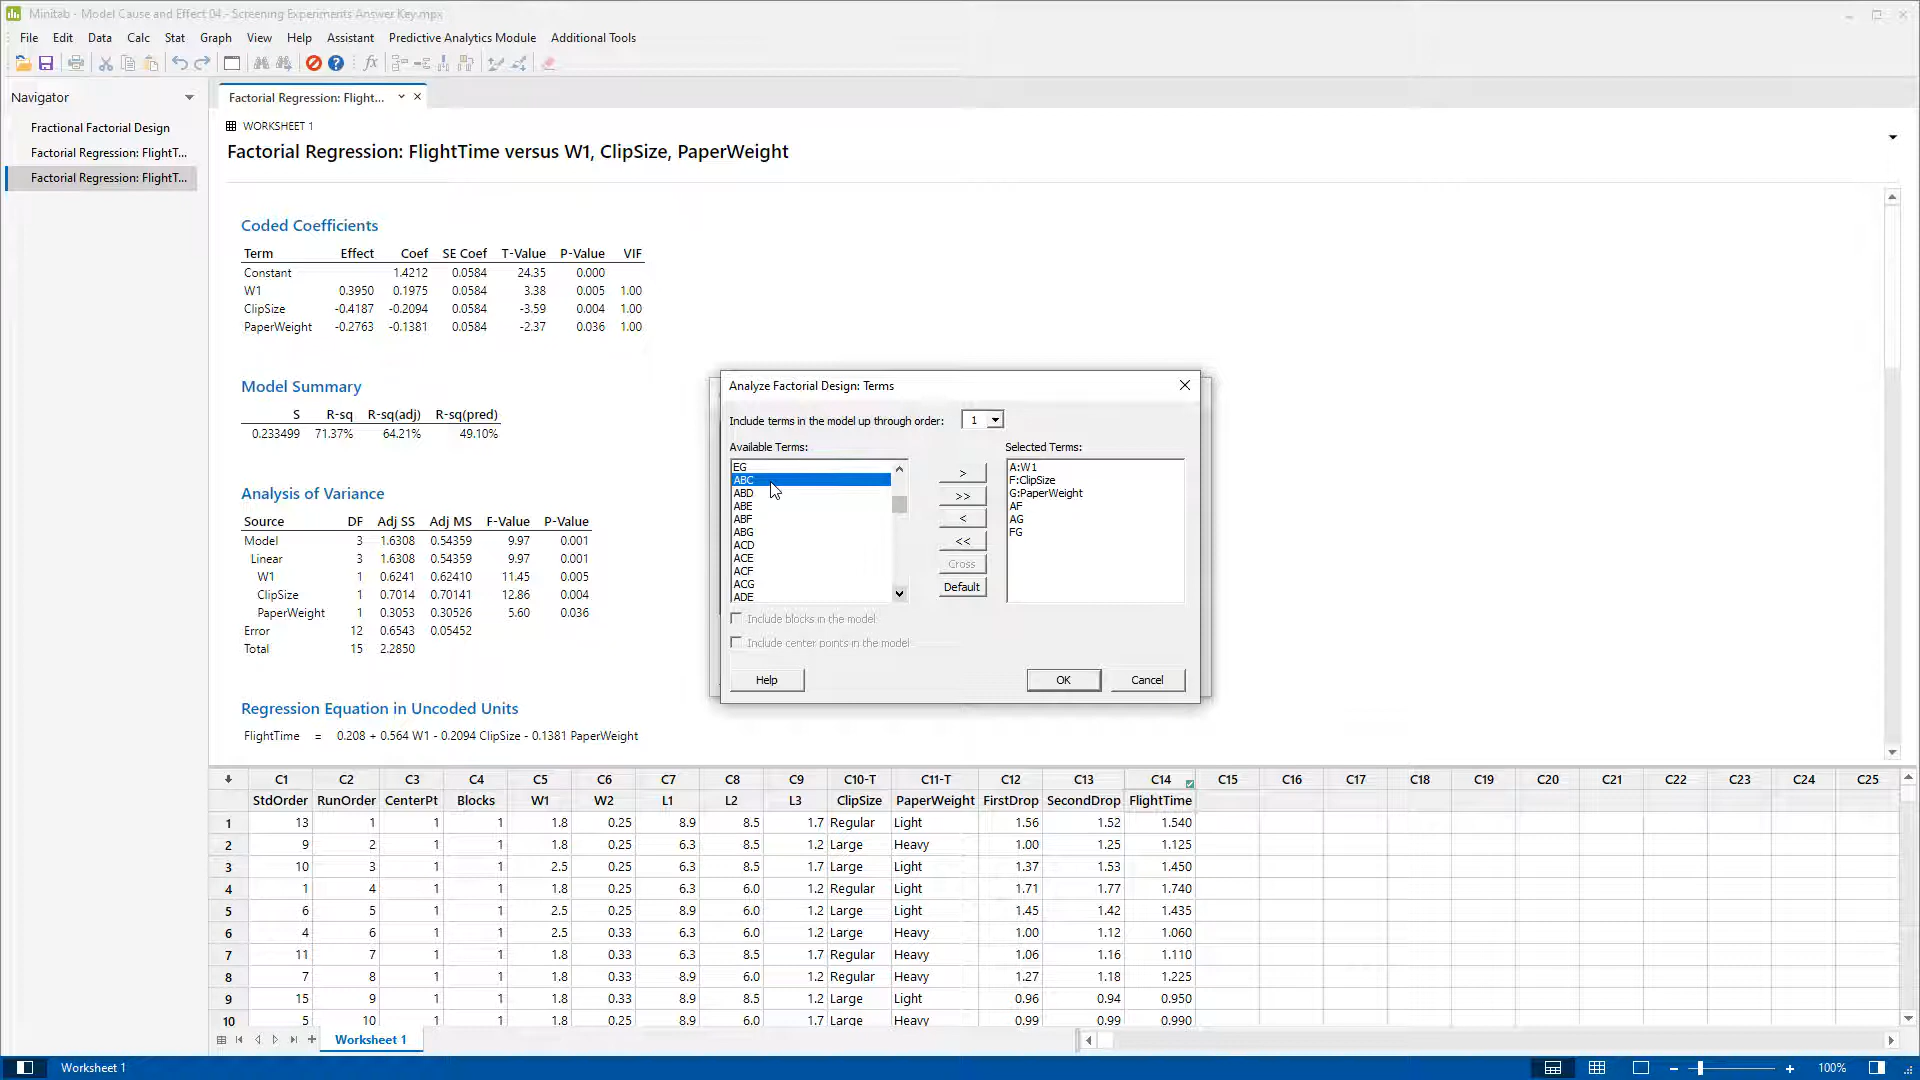 Minitab - Model Cause and Effect 04 - Screening Experiments Answer Key.mpx
File Edit Data Calc Stat Graph View Help Assistant Predictive Analytics Module Additional Tools
Navigator
Fractional Factorial Design
Factorial Regression: FlightT...
Factorial Regression: FlightT...
Factorial Regression: Flight...
WORKSHEET 1
Factorial Regression: FlightTime versus W1, ClipSize, PaperWeight
Coded Coefficients
Term Effect Coef SE Coef T-Value P-Value VIF
Constant 1.4212 0.0584 24.35 0.000
W1 0.3950 0.1975 0.0584 3.38 0.005 1.00
ClipSize -0.4187 -0.2094 0.0584 -3.59 0.004 1.00
PaperWeight -0.2763 -0.1381 0.0584 -2.37 0.036 1.00
Model Summary
S R-sq R-sq(adj) R-sq(pred)
0.233499 71.37% 64.21% 49.10%
Analysis of Variance
Source DF Adj SS Adj MS F-Value P-Value
Model 3 1.6308 0.54359 9.97 0.001
Linear 3 1.6308 0.54359 9.97 0.001
W1 1 0.6241 0.62410 11.45 0.005
ClipSize 1 0.7014 0.70141 12.86 0.004
PaperWeight 1 0.3053 0.30526 5.60 0.036
Error 12 0.6543 0.05452
Total 15 2.2850
Regression Equation in Uncoded Units
FlightTime = 0.208 + 0.564 W1 - 0.2094 ClipSize - 0.1381 PaperWeight
Analyze Factorial Design: Terms
Include terms in the model up through order: 1
Available Terms:
EG
ABC
ABD
ABE
ABF
ABG
ACD
ACE
ACF
ACG
ADE
>
>>
<
<<
Cross
Default
Selected Terms:
A:W1
F:ClipSize
G:PaperWeight
AF
AG
FG
Include blocks in the model
Include center points in the model
Help OK Cancel
C1 C2 C3 C4 C5 C6 C7 C8 C9 C10-T C11-T C12 C13 C14 C15 C16 C17 C18 C19 C20 C21 C22 C23 C24 C25
StdOrder RunOrder CenterPt Blocks W1 W2 L1 L2 L3 ClipSize PaperWeight FirstDrop SecondDrop FlightTime
1 13 1 1 1 1.8 0.25 8.9 8.5 1.7 Regular Light 1.56 1.52 1.540
2 9 2 1 1 1.8 0.25 6.3 8.5 1.2 Large Heavy 1.00 1.25 1.125
3 10 3 1 1 2.5 0.25 6.3 8.5 1.7 Large Light 1.37 1.53 1.450
4 1 4 1 1 1.8 0.25 6.3 6.0 1.2 Regular Light 1.71 1.77 1.740
5 6 5 1 1 2.5 0.25 8.9 6.0 1.2 Large Light 1.45 1.42 1.435
6 4 6 1 1 2.5 0.33 6.3 6.0 1.2 Large Heavy 1.00 1.12 1.060
7 11 7 1 1 1.8 0.33 6.3 8.5 1.7 Regular Heavy 1.06 1.16 1.110
8 7 8 1 1 1.8 0.33 8.9 6.0 1.2 Regular Heavy 1.27 1.18 1.225
9 15 9 1 1 1.8 0.33 8.9 8.5 1.2 Large Light 0.96 0.94 0.950
10 5 10 1 1 1.8 0.25 8.9 6.0 1.7 Large Heavy 0.99 0.99 0.990
Worksheet 1
Worksheet 1
100%